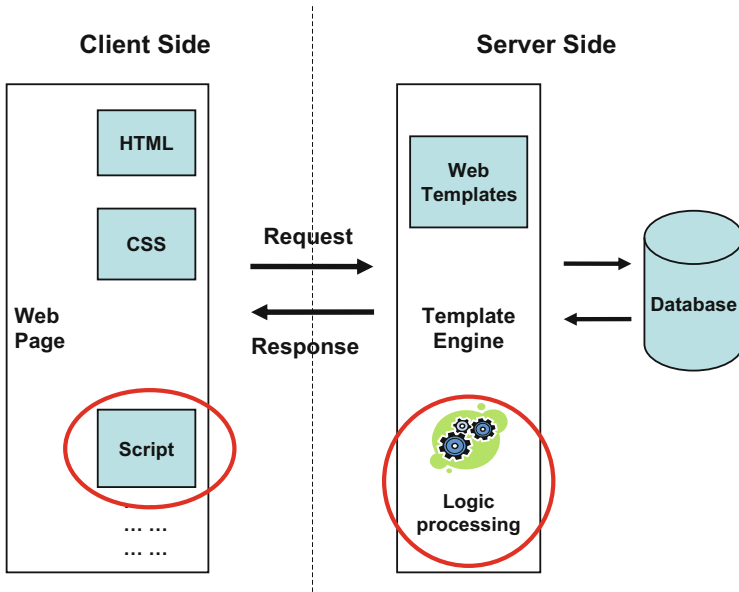 Client Side
Server Side
HTML
CSS
Web
Page
Script
... ...
... ...
Request
Response
Web
Templates
Template
Engine
Logic
processing
Database